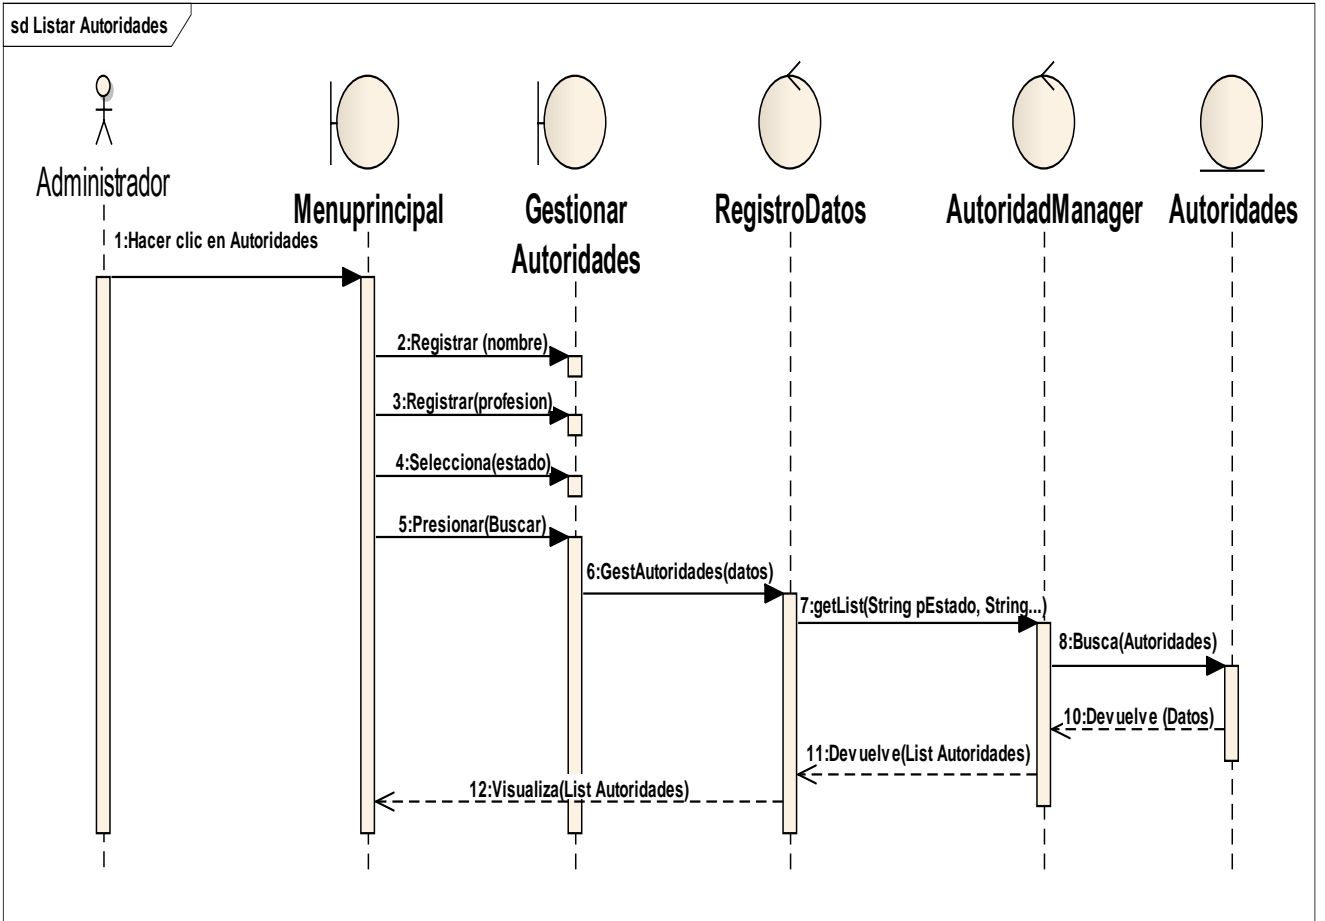 sd Listar Autoridades
Administrador
Menuprincipal
Gestionar
Autoridades
RegistroDatos
AutoridadManager
Autoridades
1:Hacer clic en Autoridades
2:Registrar (nombre)
3:Registrar(profesion)
4:Selecciona(estado)
5:Presionar(Buscar)
6:GestAutoridades(datos)
7:getList(String pEstado, String...)
8:Busca(Autoridades)
10:Devuelve (Datos)
11:Devuelve(List Autoridades)
12:Visualiza(List Autoridades)